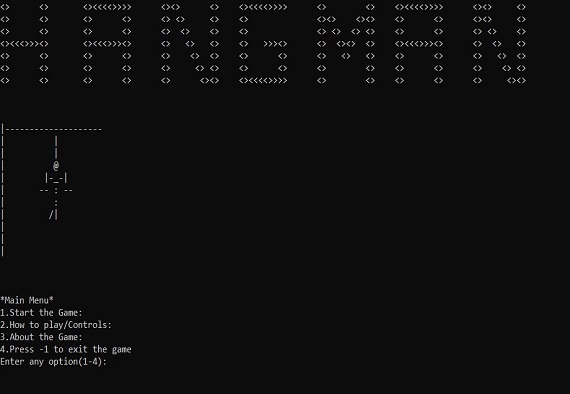 HANGMAN
*Main Menu*
1.Start the Game:
2.How to play/Controls:
3.About the Game:
4.Press -1 to exit the game
Enter any option(1-4):